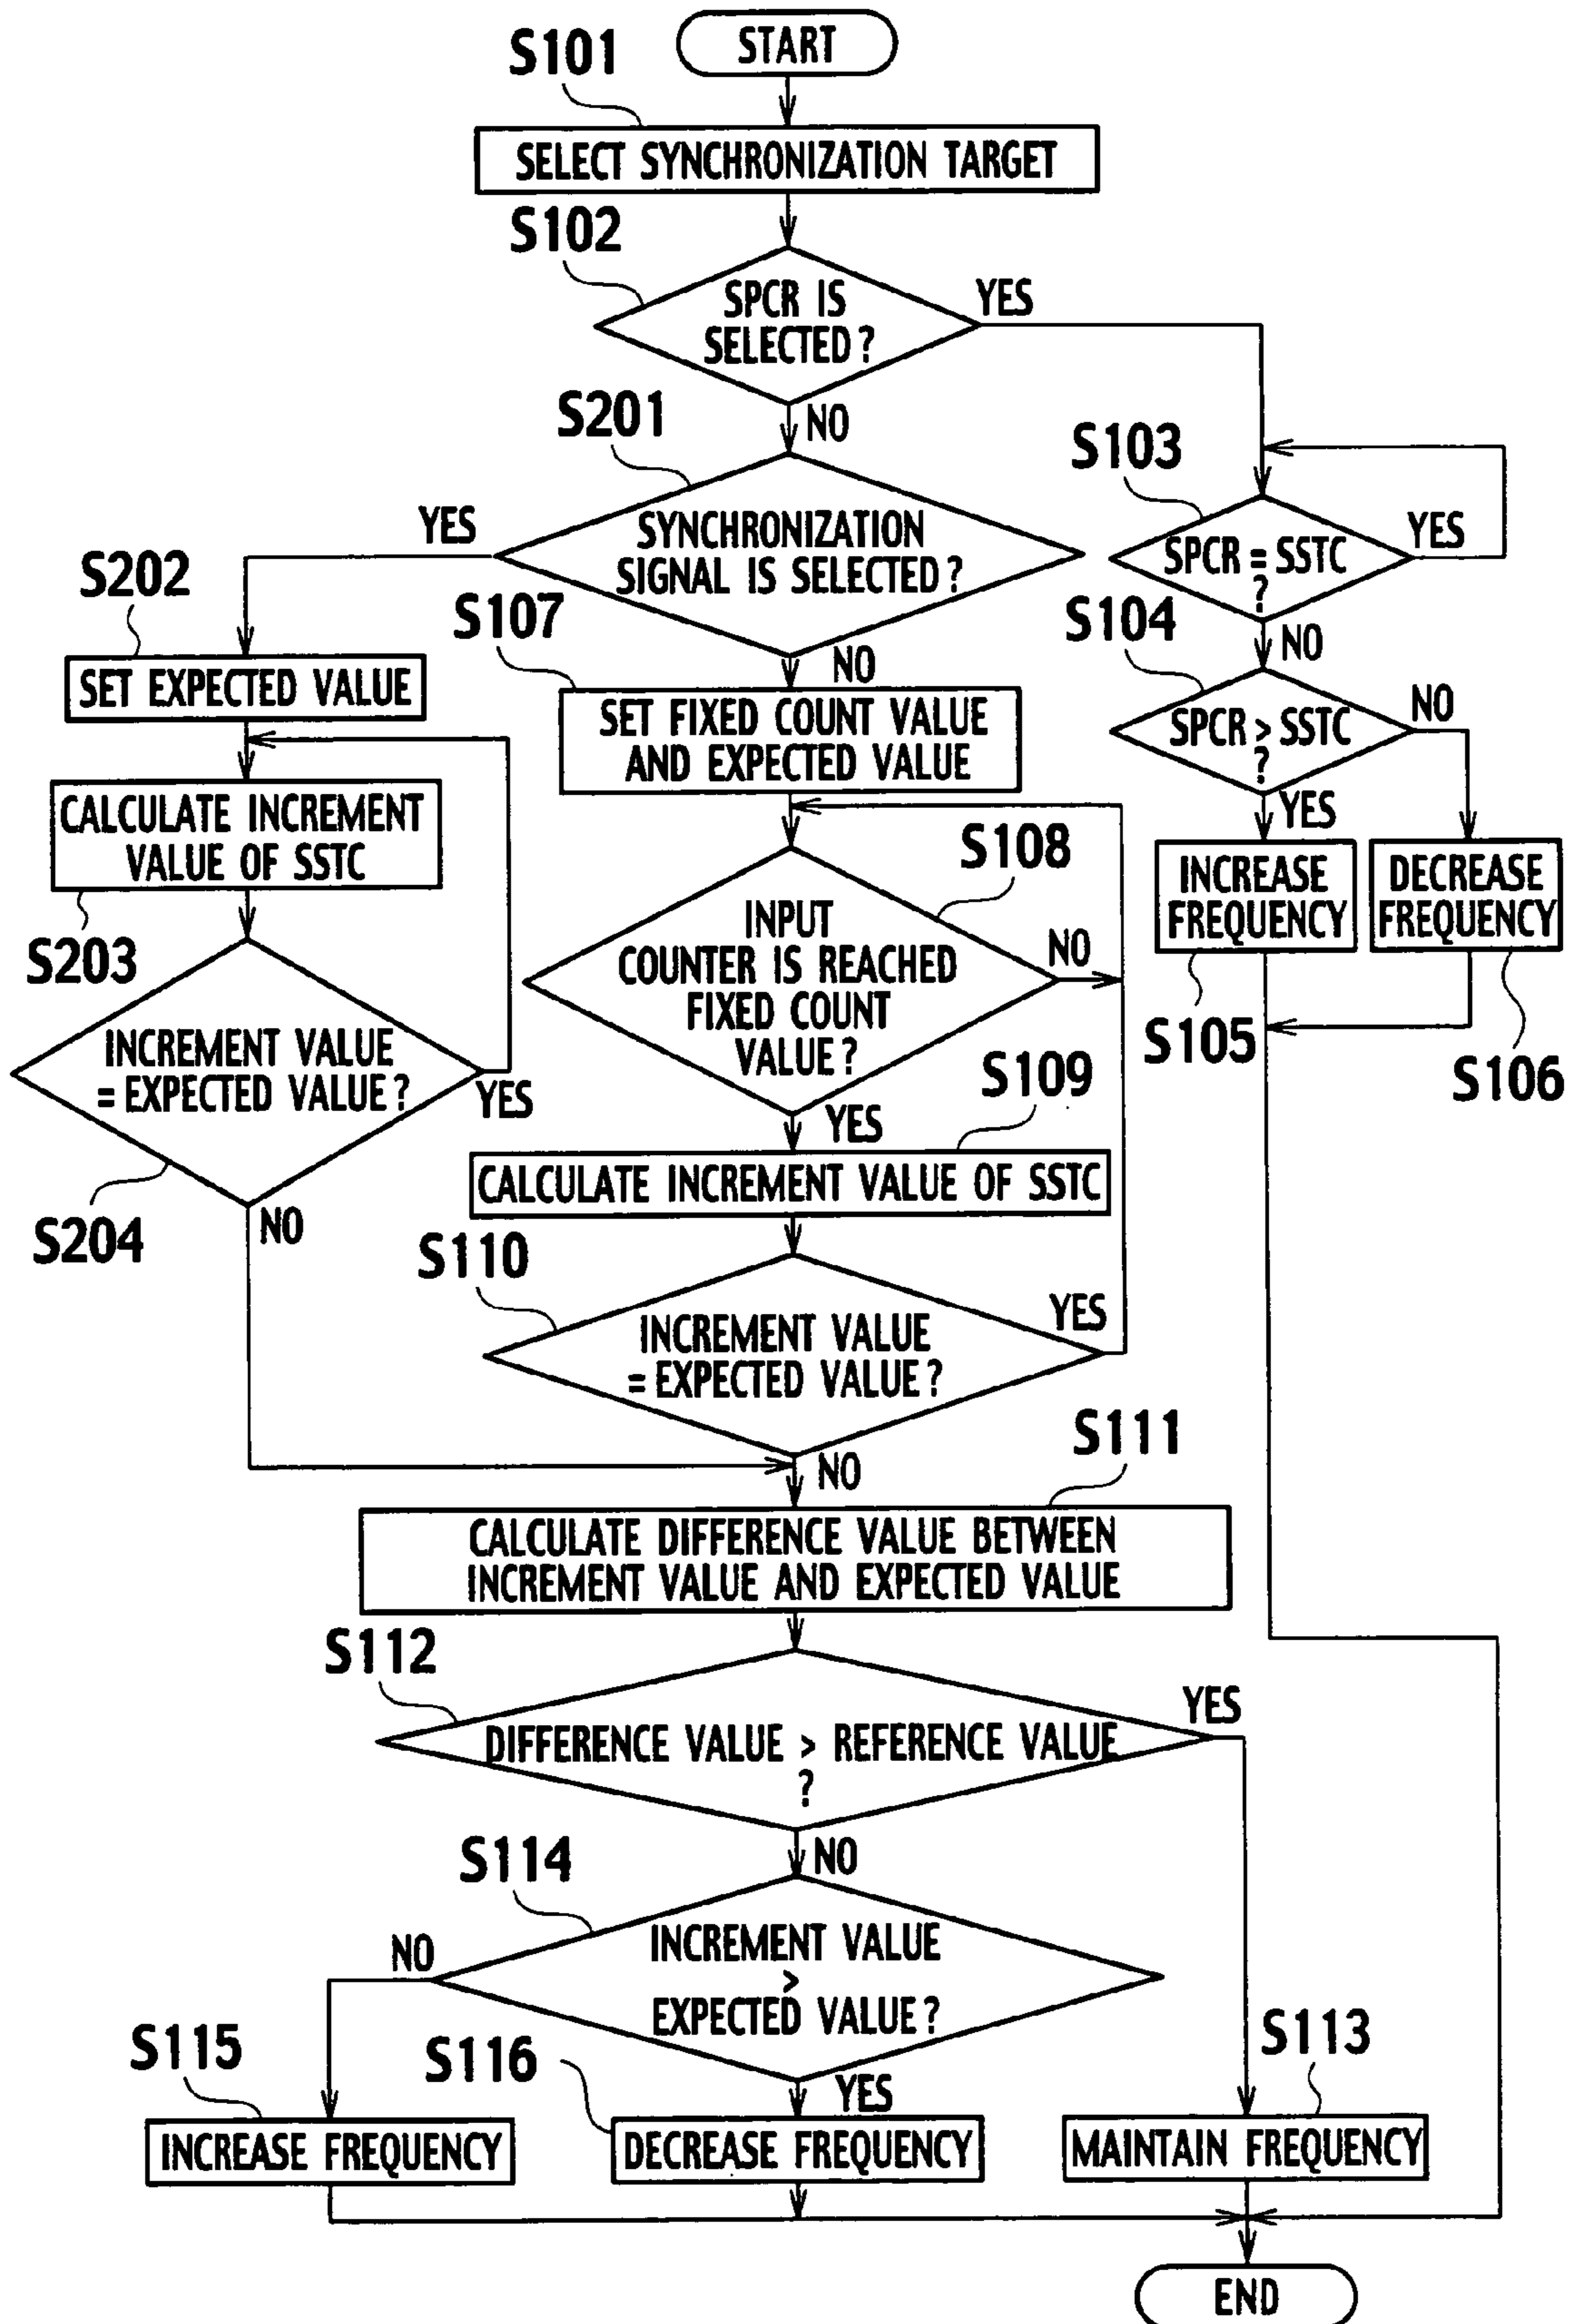 START
S101
SELECT SYNCHRONIZATION TARGET
S102
SPCR IS
SELECTED?
YES
NO
S201
SYNCHRONIZATION
SIGNAL IS SELECTED?
YES
NO
S103
SPCR = SSTC
?
YES
NO
S202
SET EXPECTED VALUE
S107
SET FIXED COUNT VALUE
AND EXPECTED VALUE
S104
SPCR > SSTC
?
NO
YES
CALCULATE INCREMENT
VALUE OF SSTC
S203
S108
INPUT
COUNTER IS REACHED
FIXED COUNT
VALUE?
NO
YES
INCREASE
FREQUENCY
S105
DECREASE
FREQUENCY
S106
INCREMENT VALUE
= EXPECTED VALUE?
YES
S204
NO
S109
CALCULATE INCREMENT VALUE OF SSTC
S110
INCREMENT VALUE
= EXPECTED VALUE?
YES
NO
S111
CALCULATE DIFFERENCE VALUE BETWEEN
INCREMENT VALUE AND EXPECTED VALUE
S112
DIFFERENCE VALUE > REFERENCE VALUE
?
YES
NO
S114
INCREMENT VALUE
>
EXPECTED VALUE?
NO
YES
S115
INCREASE FREQUENCY
S116
DECREASE FREQUENCY
S113
MAINTAIN FREQUENCY
END